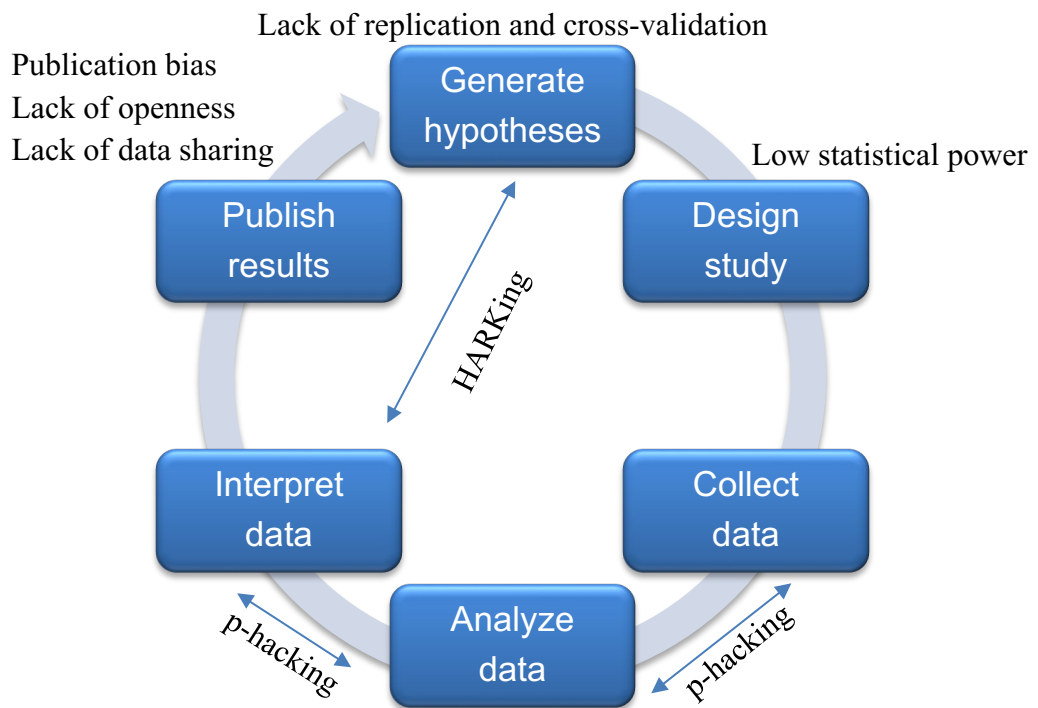 Lack of replication and cross-validation
Publication bias
Lack of openness
Lack of data sharing
Generate
hypotheses
Low statistical power
Publish
results
Design
study
HARKing
Interpret
data
Collect
data
Analyze
data
p-hacking
p-hacking